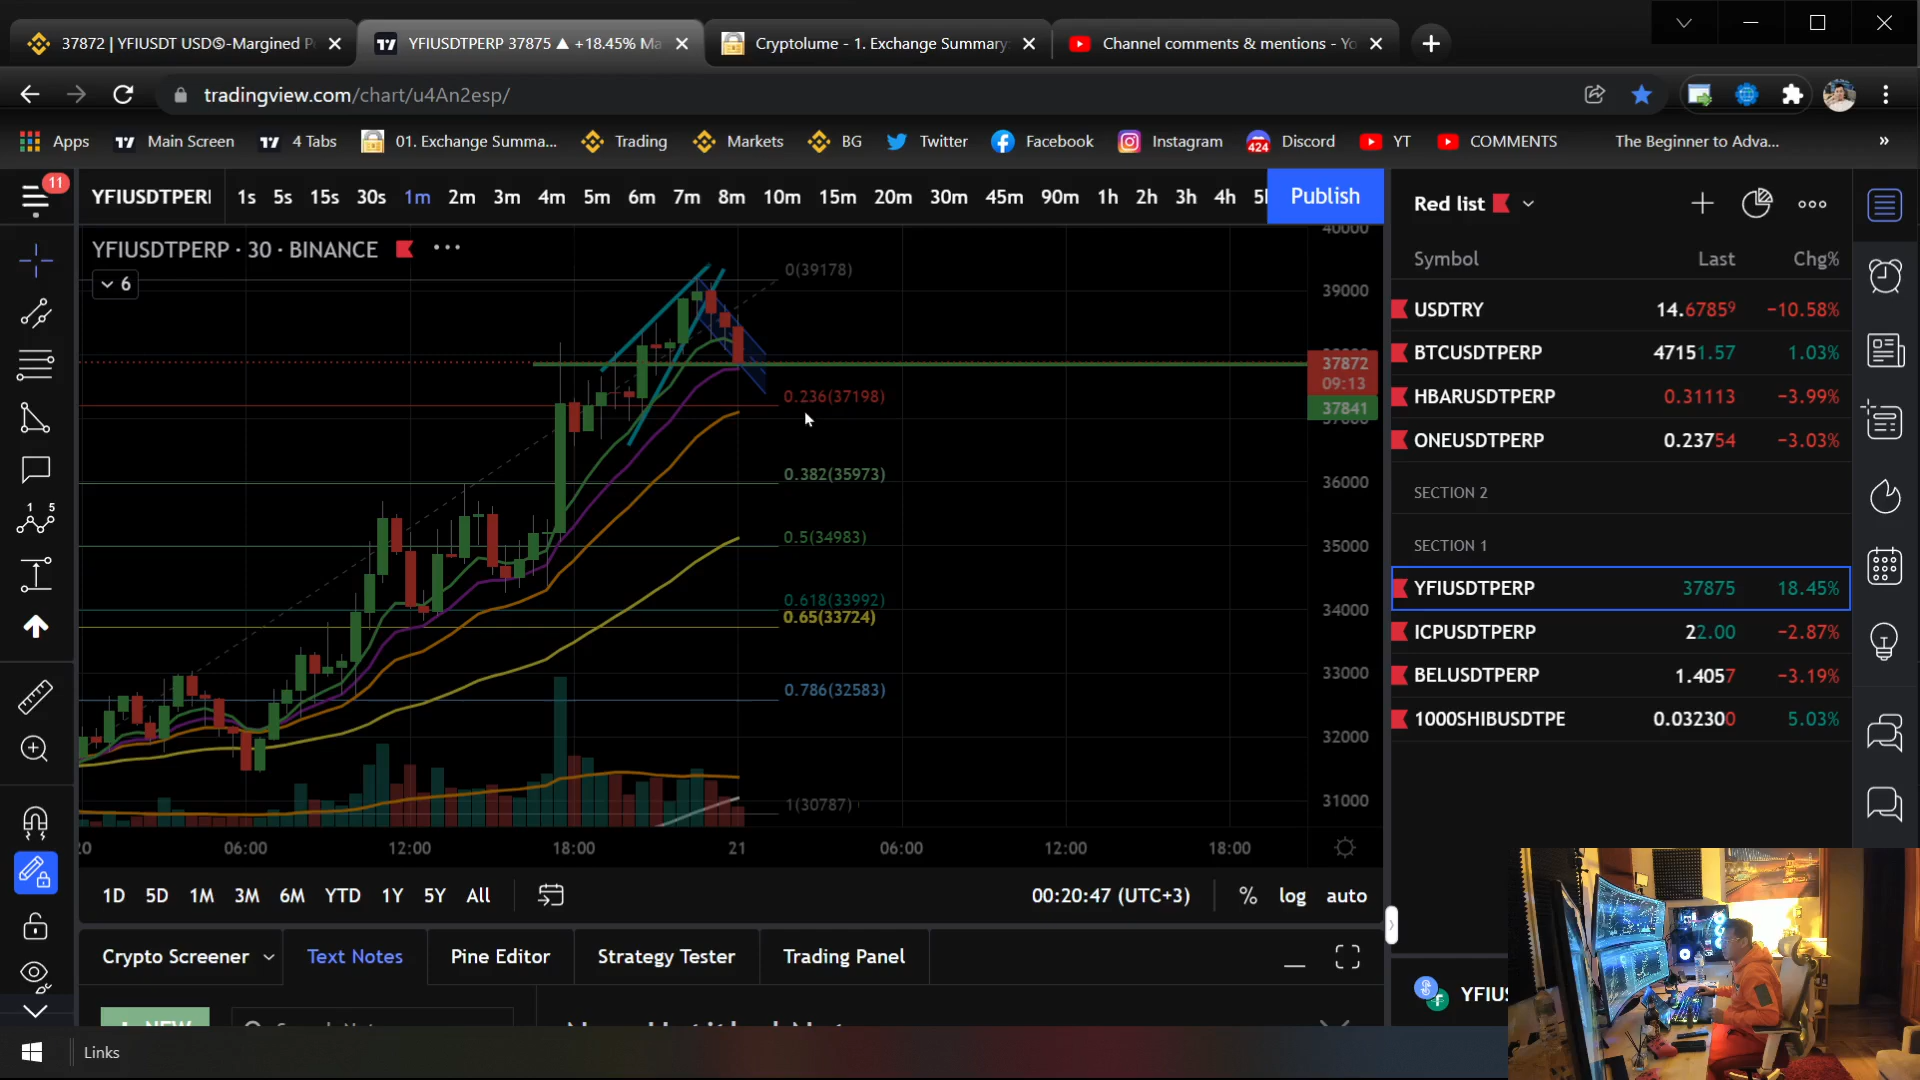 37872 | YFIUSDT USDⓈ-Margined P
YFIUSDTPERP 37875 ▲ +18.45% Ma
Cryptolume - 1. Exchange Summary:
Channel comments & mentions - Yo
tradingview.com/chart/u4An2esp/
Apps
Main Screen
4 Tabs
01. Exchange Summa...
Trading
Markets
BG
Twitter
Facebook
Instagram
424
Discord
YT
COMMENTS
The Beginner to Adva...
»
11
YFIUSDTPERI
1s 5s 15s 30s 1m 2m 3m 4m 5m 6m 7m 8m 10m 15m 20m 30m 45m 90m 1h 2h 3h 4h 5
Publish
YFIUSDTPERP · 30 · BINANCE
6
0(39178)
0.236(37198)
0.382(35973)
0.5(34983)
0.618(33992)
0.65(33724)
0.786(32583)
1(30787)
40000
39000
37872
09:13
37841
36000
35000
34000
33000
32000
31000
06:00 12:00 18:00 21 06:00 12:00 18:00
1D 5D 1M 3M 6M YTD 1Y 5Y All
00:20:47 (UTC+3) % log auto
Crypto Screener
Text Notes
Pine Editor
Strategy Tester
Trading Panel
Links
Red list
Symbol Last Chg%
USDTRY 14.67859 −10.58%
BTCUSDTPERP 47151.57 1.03%
HBARUSDTPERP 0.31113 −3.99%
ONEUSDTPERP 0.23754 −3.03%
SECTION 2
SECTION 1
YFIUSDTPERP 37875 18.45%
ICPUSDTPERP 22.00 −2.87%
BELUSDTPERP 1.4057 −3.19%
1000SHIBUSDTPE 0.032300 5.03%
YFIUS